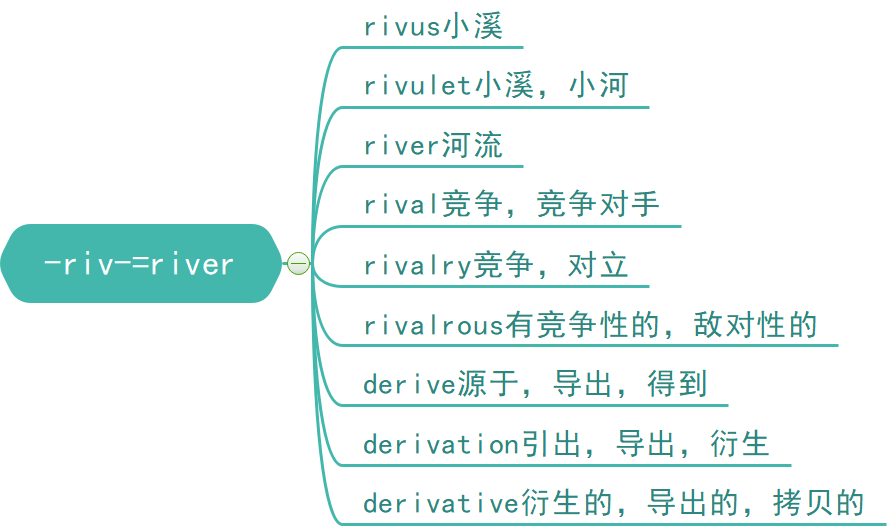 -riv-=river
rivus小溪
rivulet小溪，小河
river河流
rival竞争，竞争对手
rivalry竞争，对立
rivalrous有竞争性的，敌对性的
derive源于，导出，得到
derivation引出，导出，衍生
derivative衍生的，导出的，拷贝的